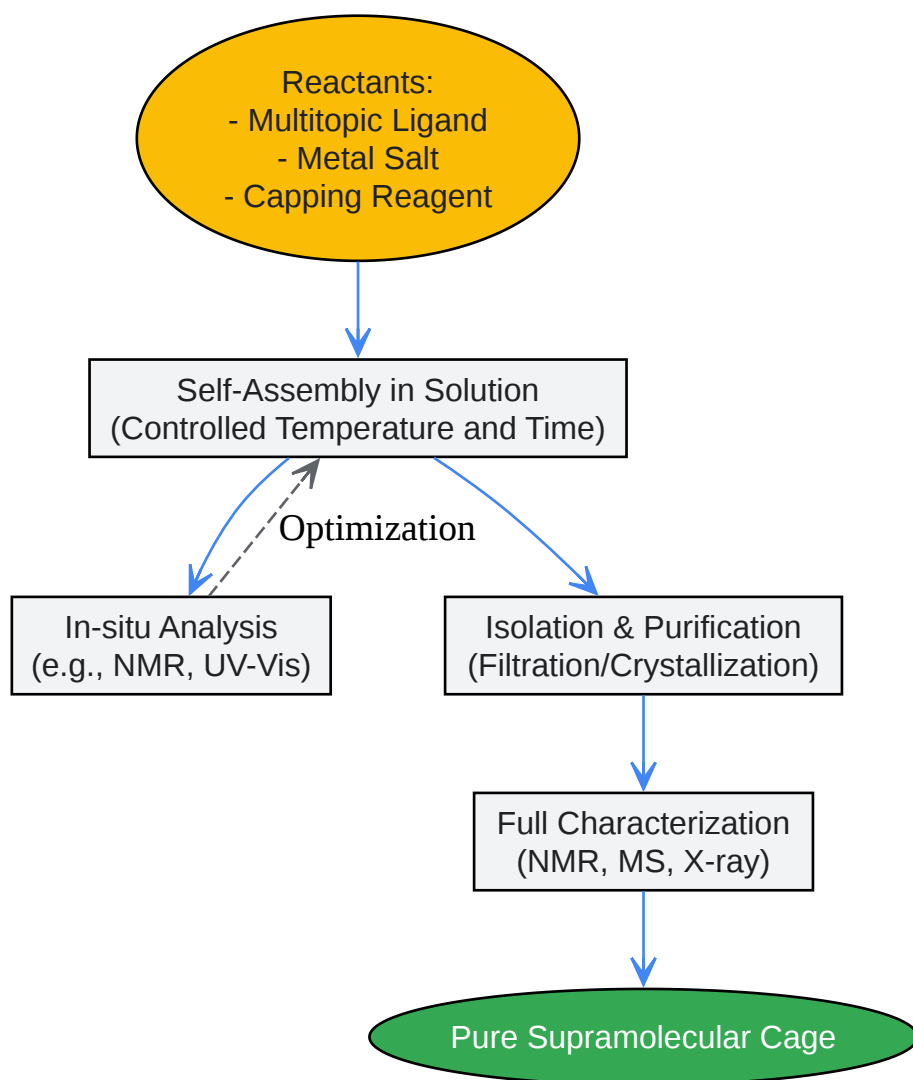 Reactants:
- Multitopic Ligand
- Metal Salt
- Capping Reagent
Self-Assembly in Solution
(Controlled Temperature and Time)
Optimization
In-situ Analysis
(e.g., NMR, UV-Vis)
Isolation & Purification
(Filtration/Crystallization)
Full Characterization
(NMR, MS, X-ray)
Pure Supramolecular Cage